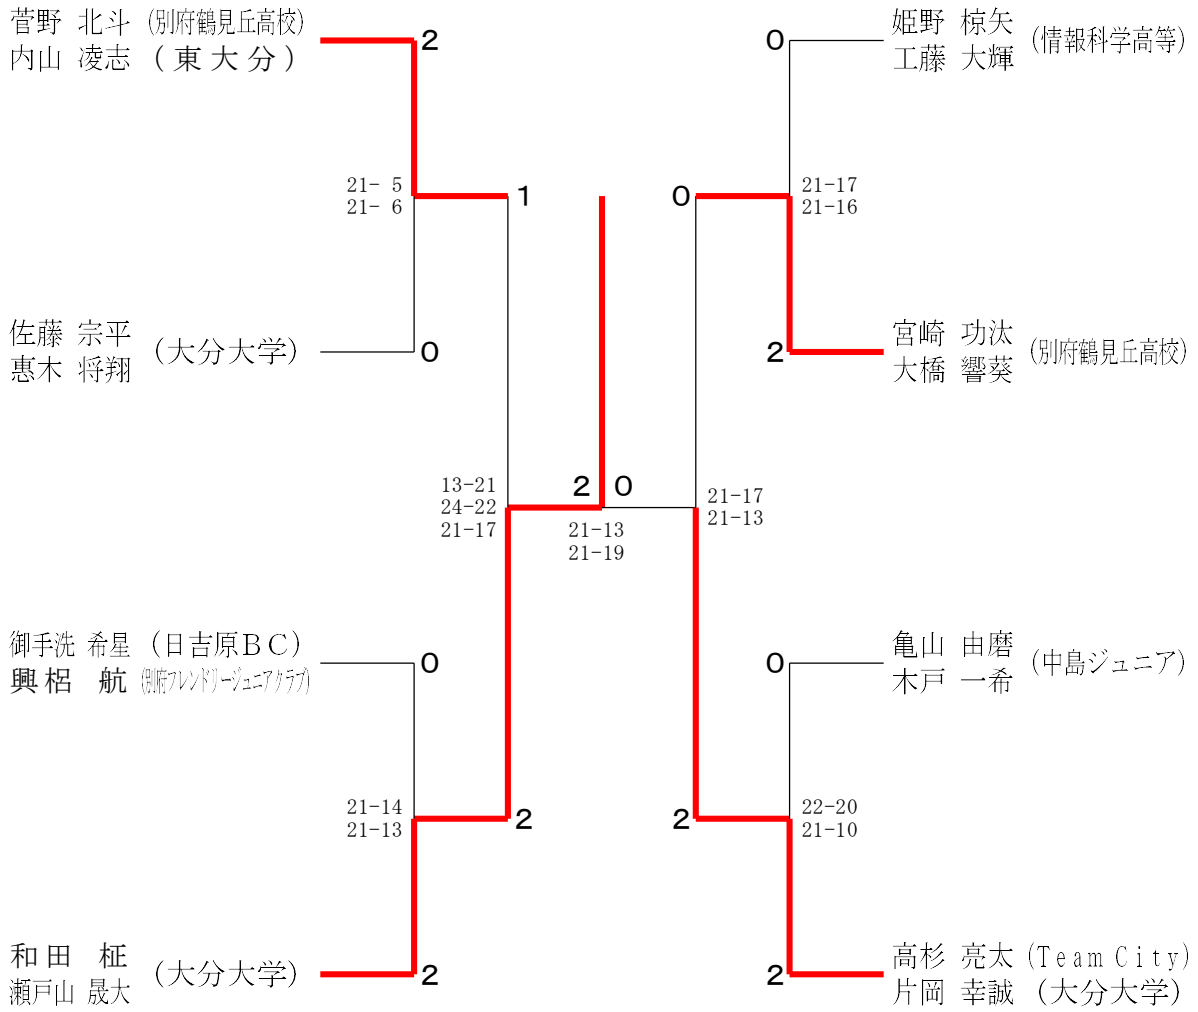 菅野 北斗 (別府鶴見丘高校)
内山 凌志 (東大分)
2
21- 5
21- 6
1
佐藤 宗平
惠木 将翔
(大分大学)
0
13-21
24-22
21-17
御手洗 希星 (日吉原BC)
興梠 航 (別府フレンドリージュニアクラブ)
0
21-14
21-13
2
和田 柾
瀬戸山 晟大
(大分大学)
2
2 0
21-13
21-19
姫野 椋矢
工藤 大輝
(情報科学高等)
0
0
21-17
21-16
宮崎 功汰
大橋 響葵
(別府鶴見丘高校)
2
21-17
21-13
亀山 由磨
木戸 一希
(中島ジュニア)
0
2
22-20
21-10
高杉 亮太 (Team City)
片岡 幸誠 (大分大学)
2